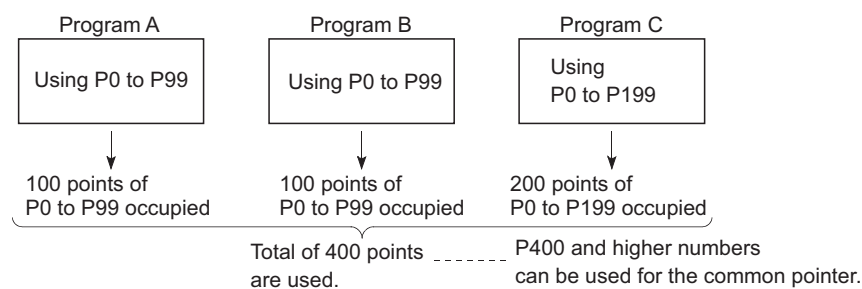 Program A
Program B
Program C
Using P0 to P99
Using P0 to P99
Using
P0 to P199
100 points of
P0 to P99 occupied
100 points of
P0 to P99 occupied
200 points of
P0 to P199 occupied
Total of 400 points
are used.
P400 and higher numbers
can be used for the common pointer.